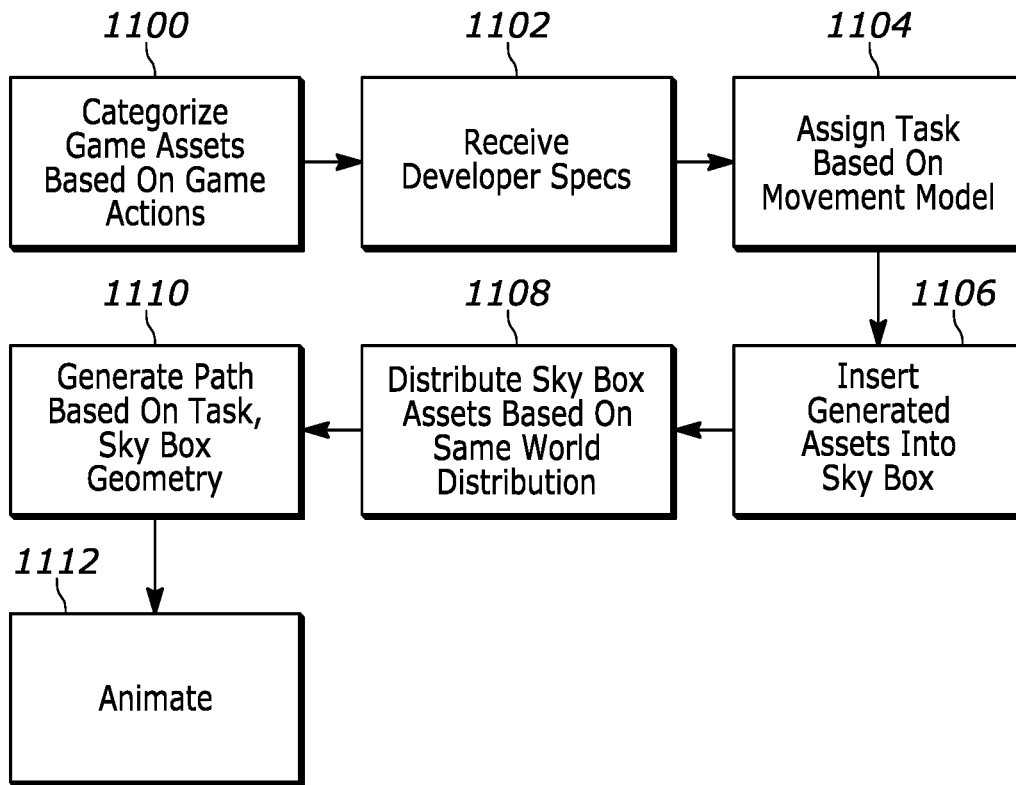 1100
Categorize
Game Assets
Based On Game
Actions
1102
Receive
Developer Specs
1104
Assign Task
Based On
Movement Model
1106
Insert
Generated
Assets Into
Sky Box
1108
Distribute Sky Box
Assets Based On
Same World
Distribution
1110
Generate Path
Based On Task,
Sky Box
Geometry
1112
Animate